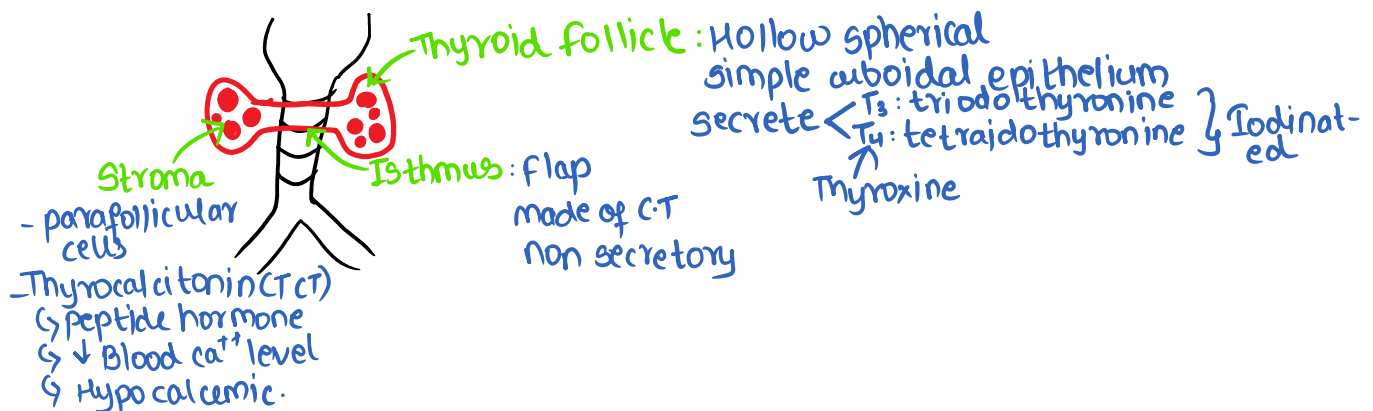 Thyroid follicle : Hollow spherical
simple cuboidal epithelium
secrete < T3 : triodothyronine
T4 : tetraidothyronine } Iodinat-
ed
Thyroxine
Isthmus : flap
made of C.T
non secretory
Stroma
- parafollicular
cells
- Thyrocalcitonin (TCT)
↳ peptide hormone
↳ ↓ Blood ca++ level
↳ Hypocalcemic.